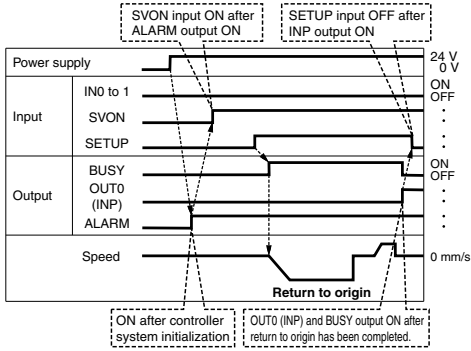 SVON input ON after
ALARM output ON
SETUP input OFF after
INP output ON
Power supply
24 V
0 V
Input
IN0 to 1
ON
OFF
SVON
SETUP
Output
BUSY
ON
OFF
OUT0
(INP)
ALARM
Speed
0 mm/s
Return to origin
ON after controller
system initialization
OUT0 (INP) and BUSY output ON after
return to origin has been completed.